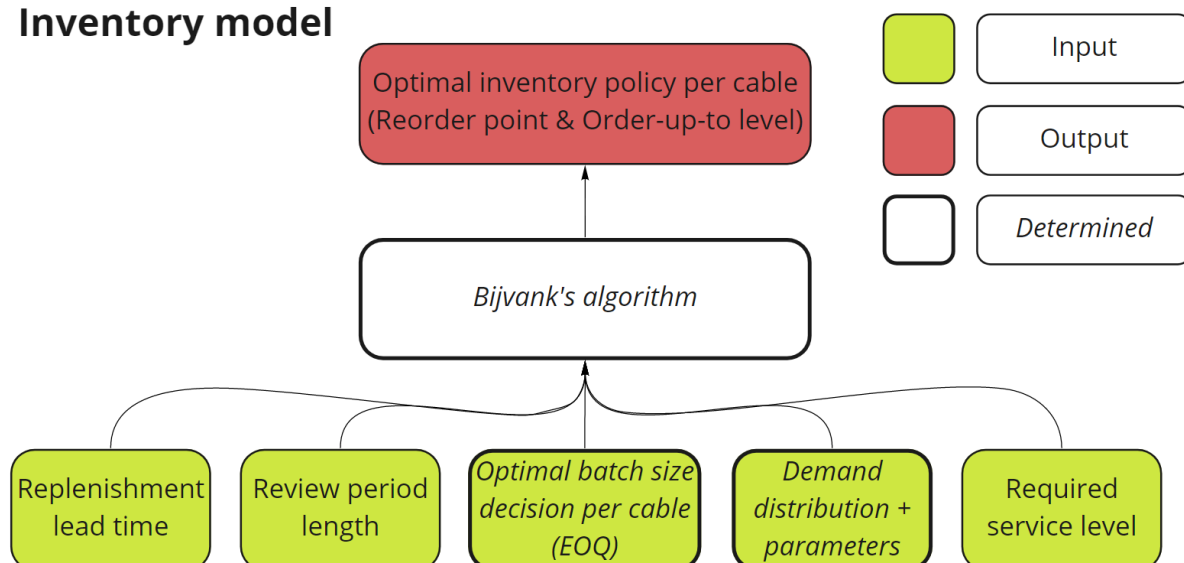 Inventory model
Optimal inventory policy per cable
(Reorder point & Order-up-to level)
Input
Output
Determined
Bijvank's algorithm
Replenishment
lead time
Review period
length
Optimal batch size
decision per cable
(EOQ)
Demand
distribution +
parameters
Required
service level